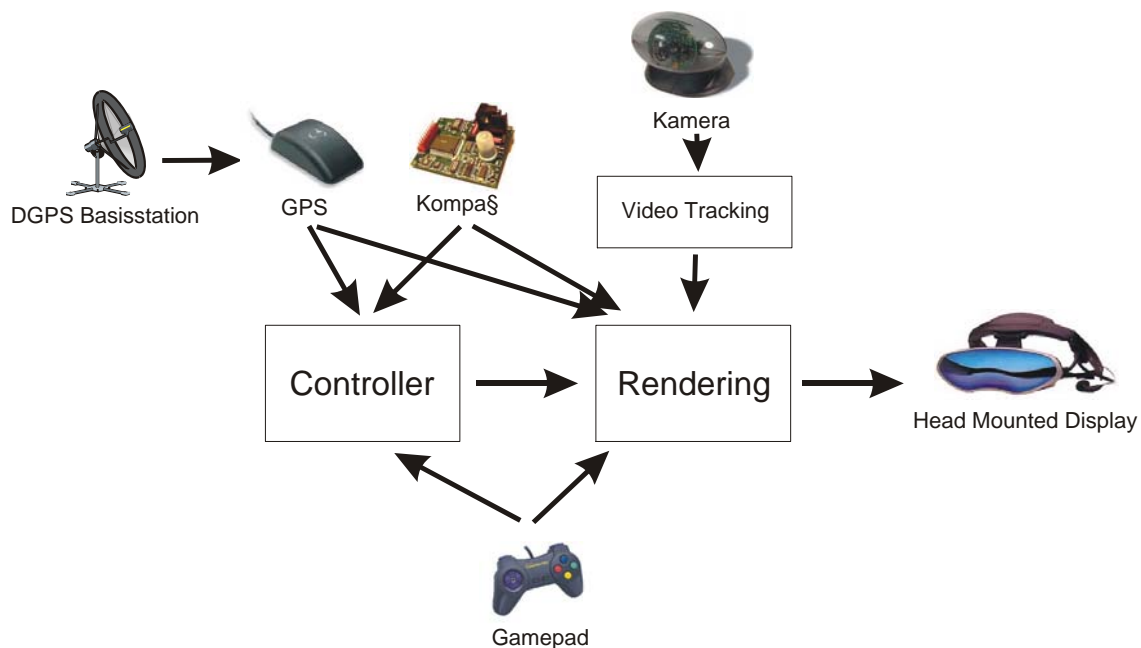 Kamera
DGPS Basisstation
GPS
Kompa§
Video Tracking
Controller
Rendering
Head Mounted Display
Gamepad